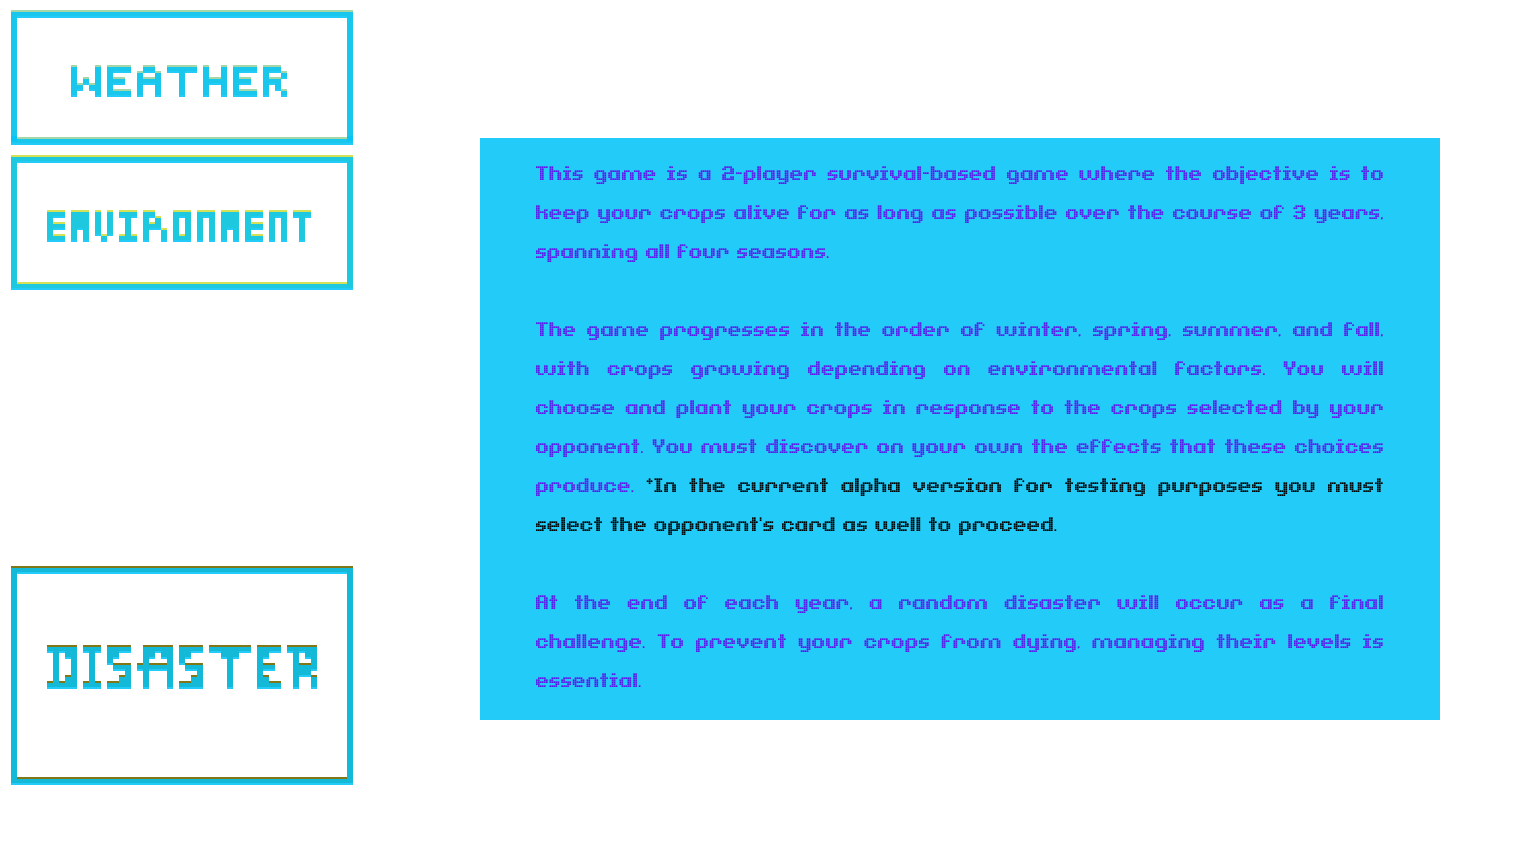 WEATHER
ENVIRONMENT
DISASTER
This game is a 2-player survival-based game where the objective is to
keep your crops alive for as long as possible over the course of 3 years,
spanning all four seasons.
The game progresses in the order of winter, spring, summer, and fall,
with crops growing depending on environmental factors. You will
choose and plant your crops in response to the crops selected by your
opponent. You must discover on your own the effects that these choices
produce. *In the current alpha version for testing purposes you must
select the opponent's card as well to proceed.
At the end of each year, a random disaster will occur as a final
challenge. To prevent your crops from dying, managing their levels is
essential.